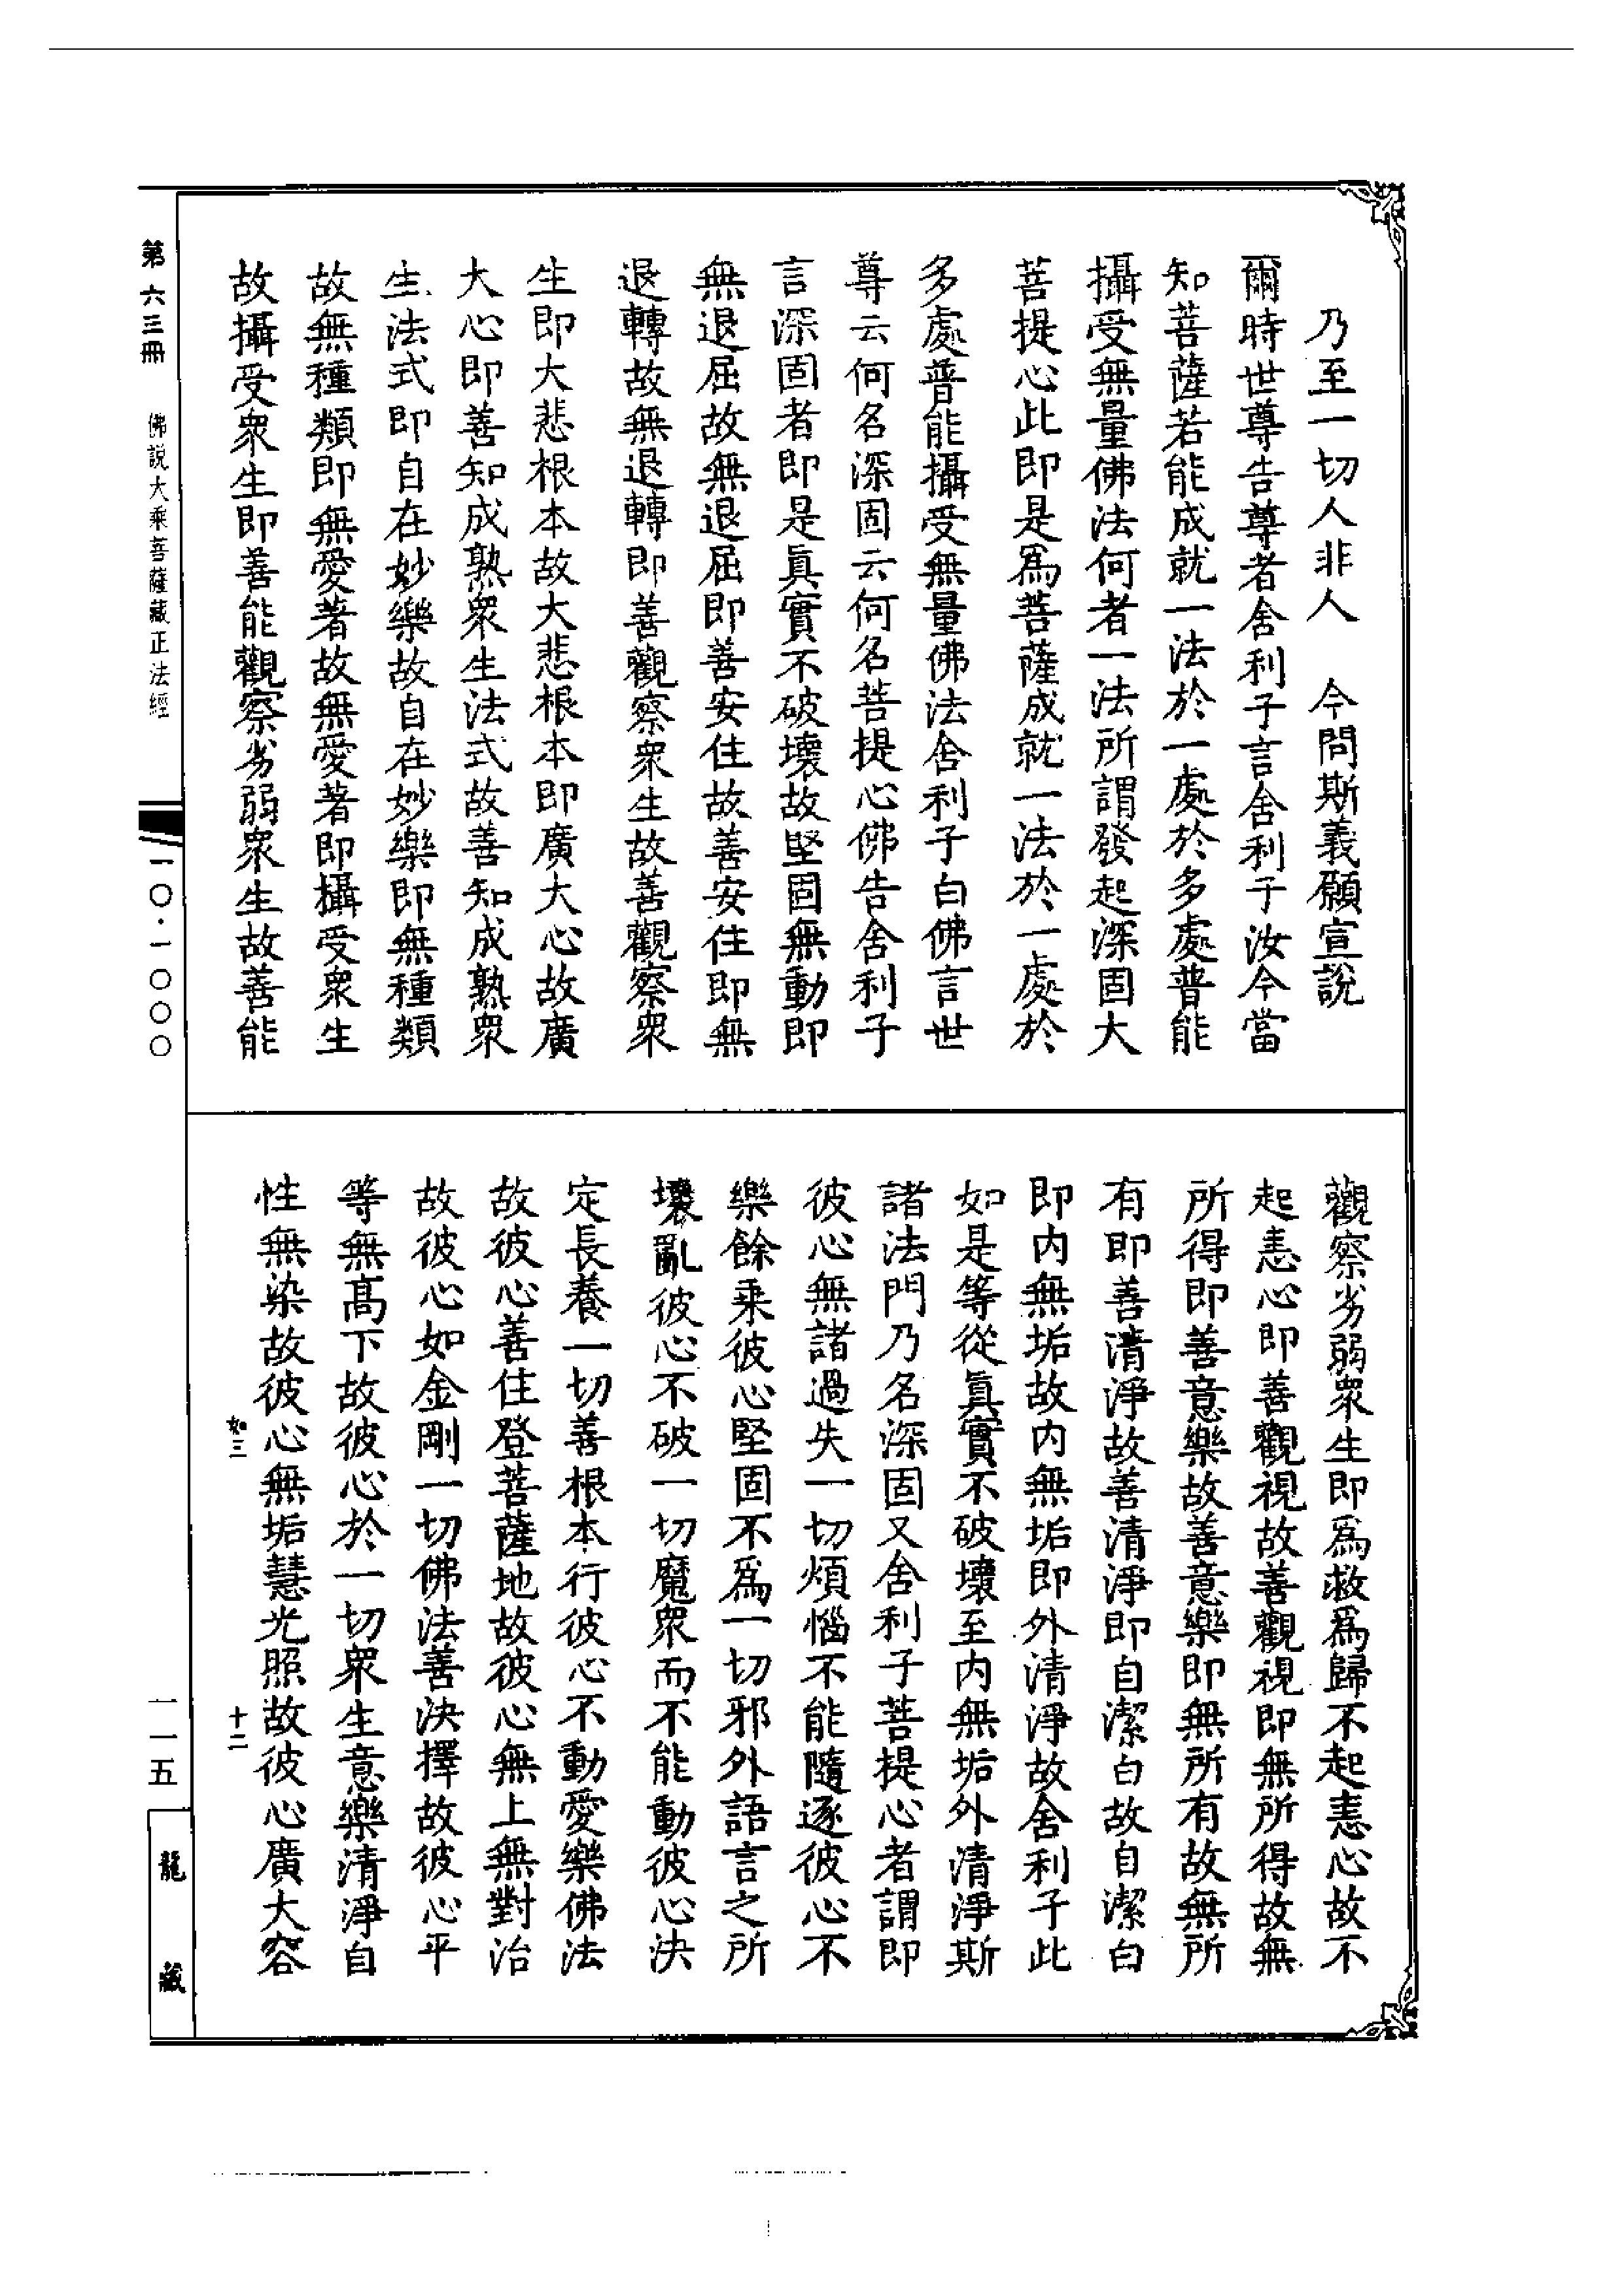 乃至一切人非人　今問斯義願宣說
爾時世尊告尊者舍利子言舍利子汝今當
知菩薩若能成就一法於一處於多處普能
攝受無量佛法何者一法所謂發起深固大
菩提心此即是爲菩薩成就一法於一處於
多處普能攝受無量佛法舍利子白佛言世
尊云何名深固云何名菩提心佛告舍利子
言深固者即是眞實不破壞故堅固無動即
無退屈故無退屈即善安住故善安住即無
退轉故無退轉即善觀察衆生故善觀察衆
生即大悲根本故大悲根本即廣大心故廣
大心即善知成熟衆生法式故善知成熟衆
生法式即自在妙樂故自在妙樂即無種類
故無種類即無愛著故無愛著即攝受衆生
故攝受衆生即善能觀察劣弱衆生故善能
觀察劣弱衆生即爲救爲歸不起恚心故不
起恚心即善觀視故善觀視即無所得故無
所得即善意樂故善意樂即無所有故無所
有即善清淨故善清淨即自潔白故自潔白
即内無垢故内無垢即外清淨故舍利子此
如是等從眞實不破壞至内無垢外清淨斯
諸法門乃名深固又舍利子菩提心者謂即
彼心無諸過失一切煩惱不能隨逐彼心不
樂餘乘彼心堅固不爲一切邪外語言之所
壞亂彼心不破一切魔衆而不能動彼心決
定長養一切善根本行彼心不動愛樂佛法
故彼心善住登菩薩地故彼心無上無對治
故彼心如金剛一切佛法善決擇故彼心平
等無高下故彼心於一切衆生意樂清淨自
性無染故彼心無垢慧光照故彼心廣大容
如三　十二
第六三冊　佛說大乘菩薩藏正法經　一〇·一〇〇〇
一一五
龍藏